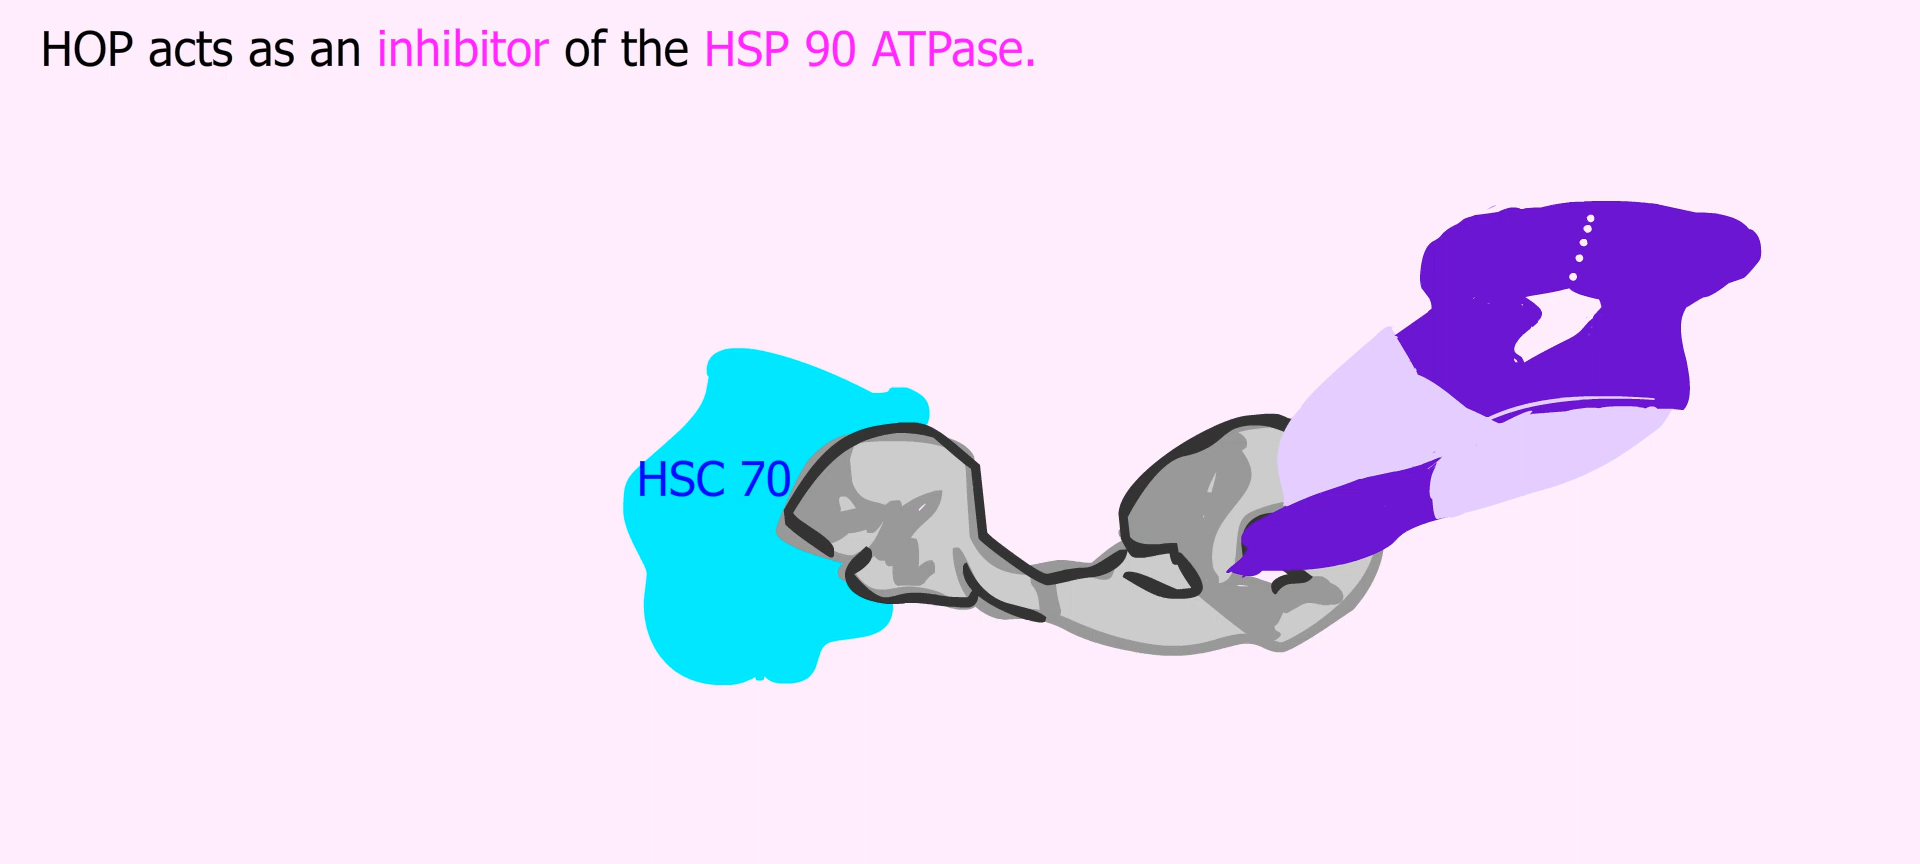 HOP acts as an inhibitor of the HSP 90 ATPase.
HSC 70